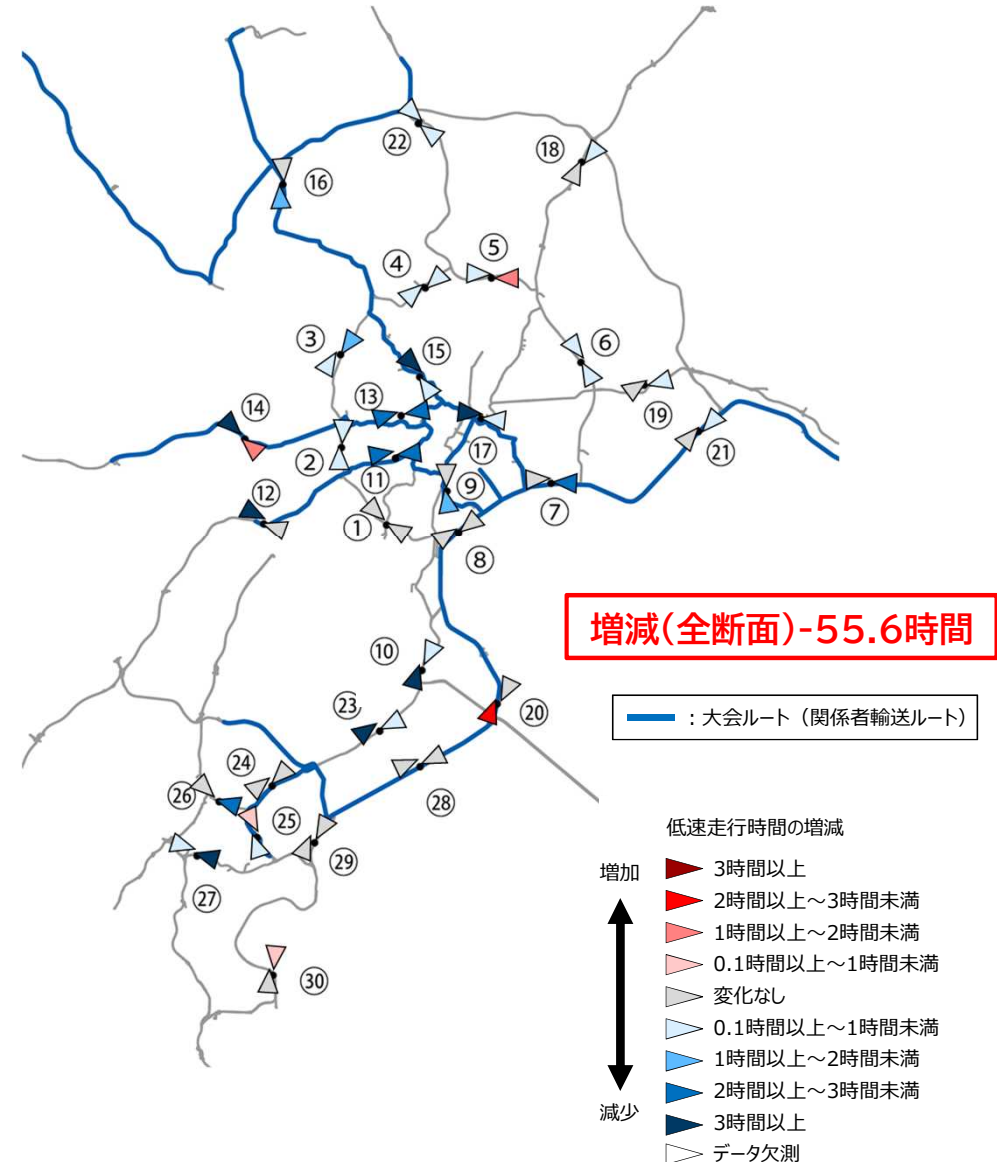 ㉒
⑱
⑯
④
⑤
③
⑮
⑥
⑬
⑭
⑲
⑰
②
㉑
⑪
⑨
⑦
⑫
①
⑧
増減(全断面)-55.6時間
⑩
⑳
：大会ルート（関係者輸送ルート）
㉓
㉔
㉖
㉘
㉕
㉙
㉗
㉚
低速走行時間の増減
増加
3時間以上
2時間以上～3時間未満
1時間以上～2時間未満
0.1時間以上～1時間未満
変化なし
0.1時間以上～1時間未満
1時間以上～2時間未満
2時間以上～3時間未満
減少
3時間以上
データ欠測